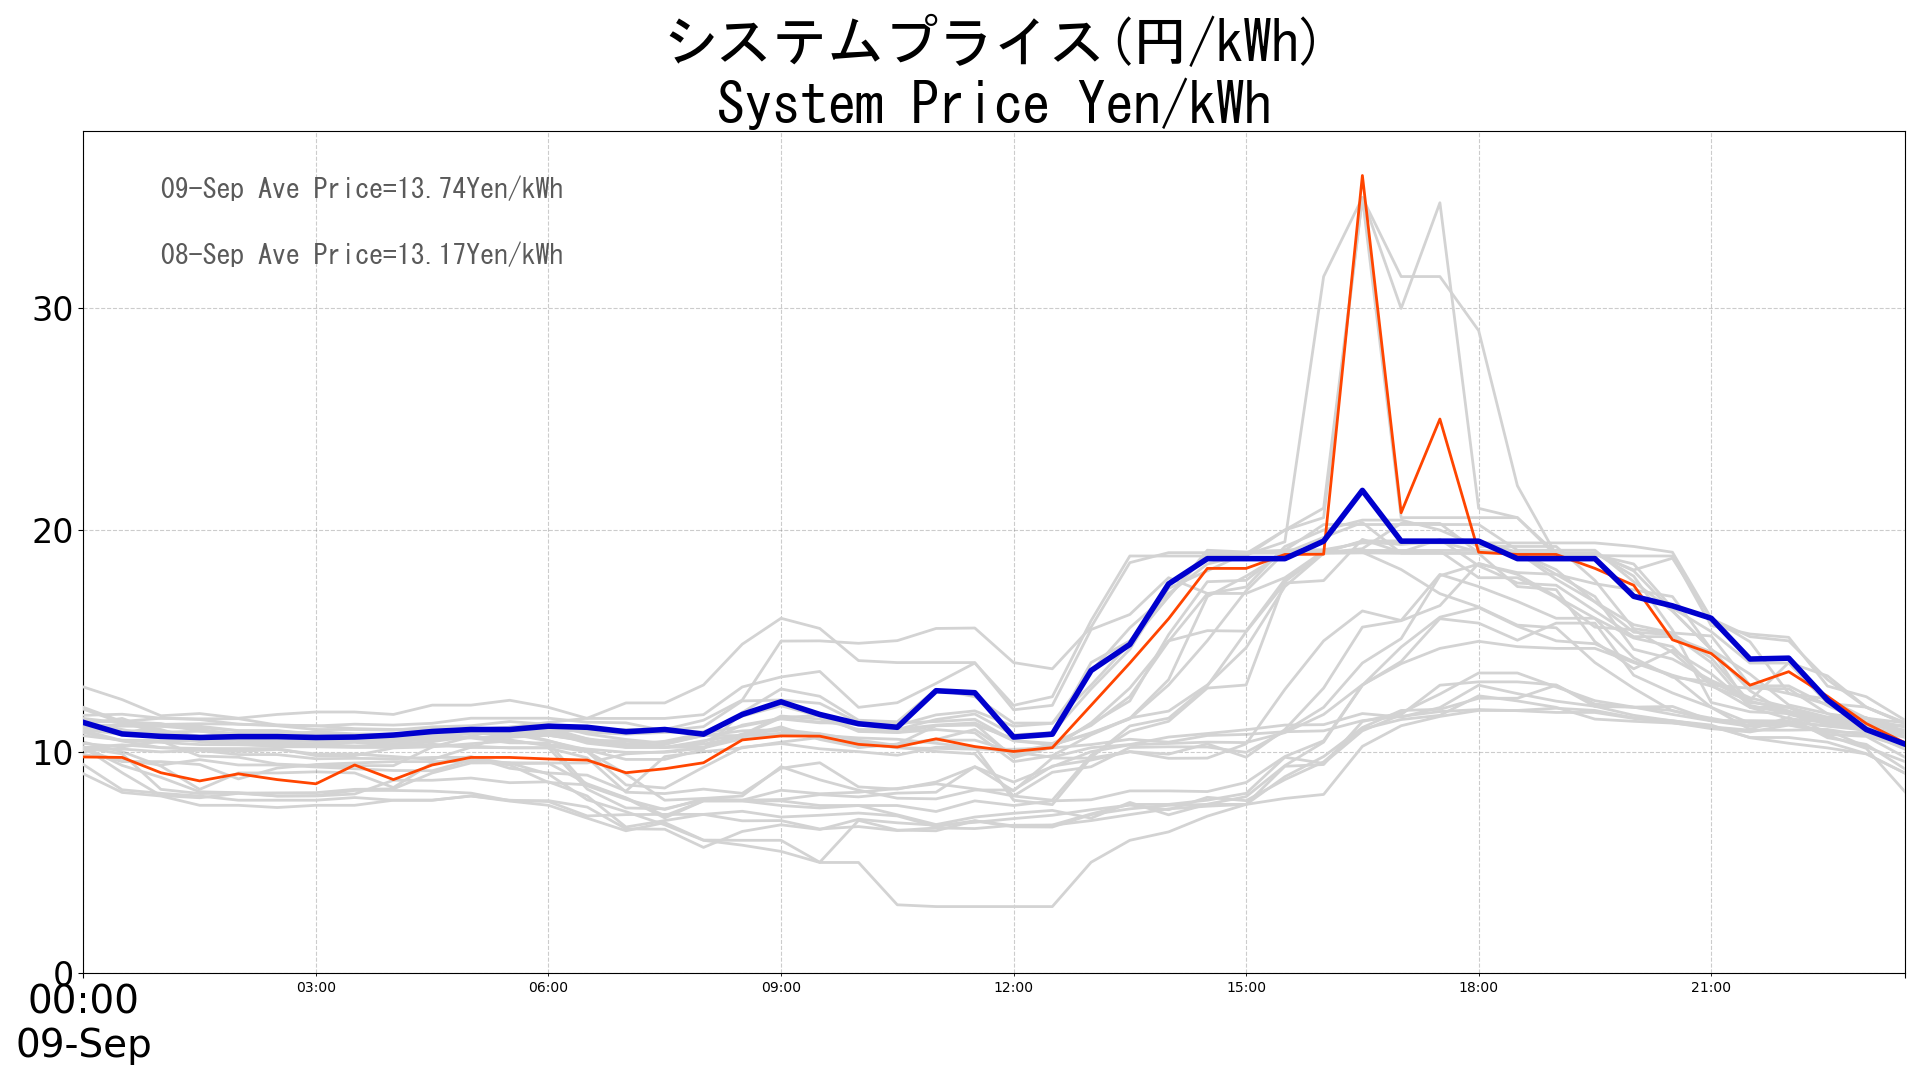 システムプライス(円/kWh)
System Price Yen/kWh
09-Sep Ave Price=13.74Yen/kWh
08-Sep Ave Price=13.17Yen/kWh
30
20
10
0
00:00
03:00
06:00
09:00
12:00
15:00
18:00
21:00
09-Sep